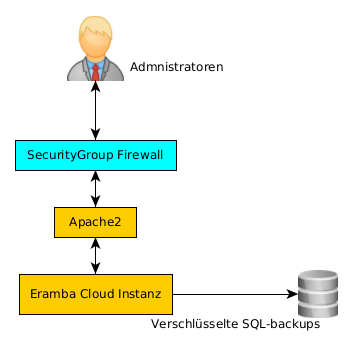 Admnistratoren
SecurityGroup Firewall
Apache2
Eramba Cloud Instanz
Verschlüsselte SQL-backups